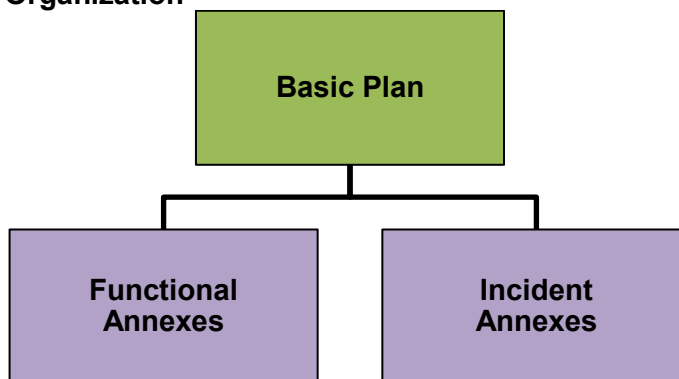 Organization
Basic Plan
Functional
Annexes
Incident
Annexes